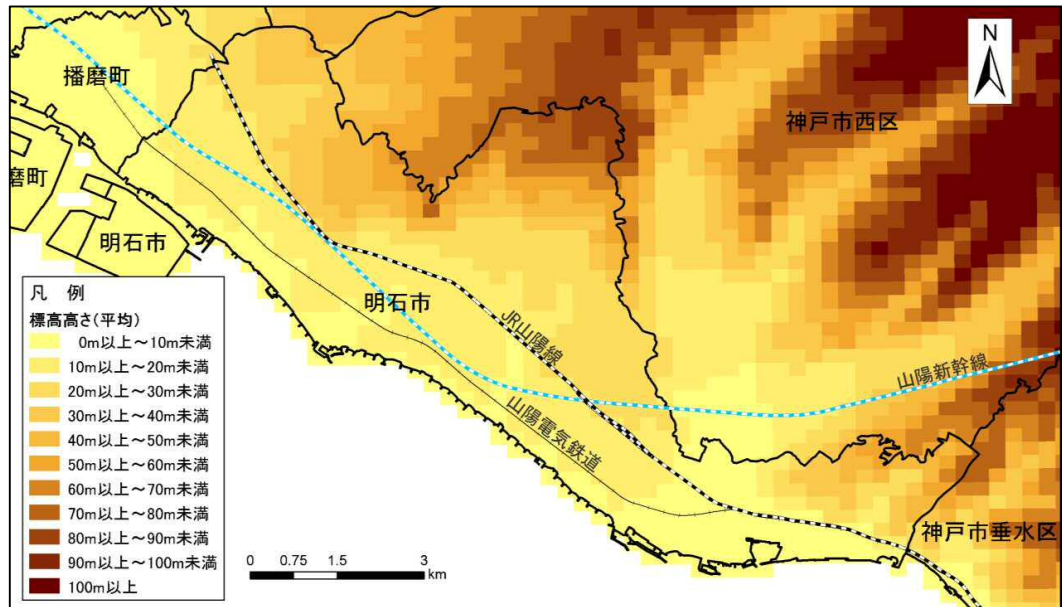 播磨町
磨町
明石市
神戸市西区
N
明石市
JR山陽線
山陽新幹線
山陽電気鉄道
神戸市垂水区
凡 例
標高高さ(平均)
0m以上～10m未満
10m以上～20m未満
20m以上～30m未満
30m以上～40m未満
40m以上～50m未満
50m以上～60m未満
60m以上～70m未満
70m以上～80m未満
80m以上～90m未満
90m以上～100m未満
100m以上
0 0.75 1.5 3
km